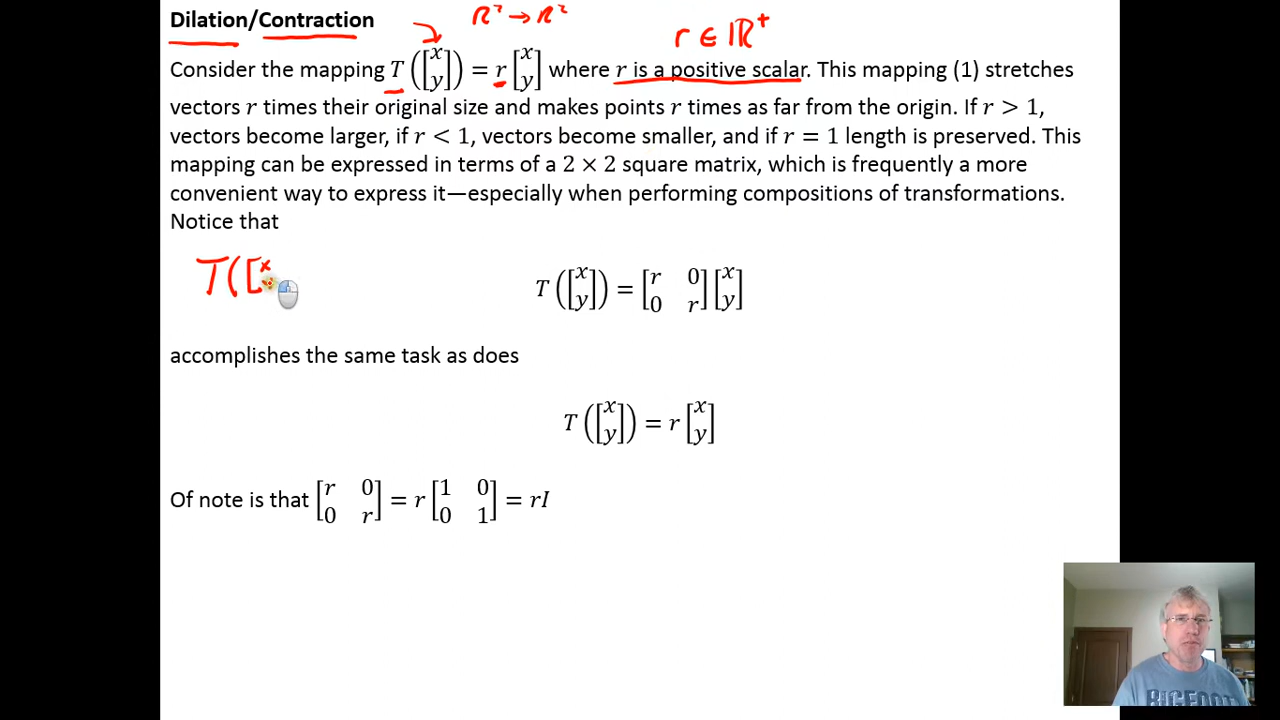 Dilation/Contraction
R² → R²
r ∈ ℝ⁺
Consider the mapping T([x y]) = r[x y] where r is a positive scalar. This mapping (1) stretches
vectors r times their original size and makes points r times as far from the origin. If r > 1,
vectors become larger, if r < 1, vectors become smaller, and if r = 1 length is preserved. This
mapping can be expressed in terms of a 2 × 2 square matrix, which is frequently a more
convenient way to express it—especially when performing compositions of transformations.
Notice that
T([x
T([x y]) = [r 0 0 r][x y]
accomplishes the same task as does
T([x y]) = r[x y]
Of note is that [r 0 0 r] = r[1 0 0 1] = rI